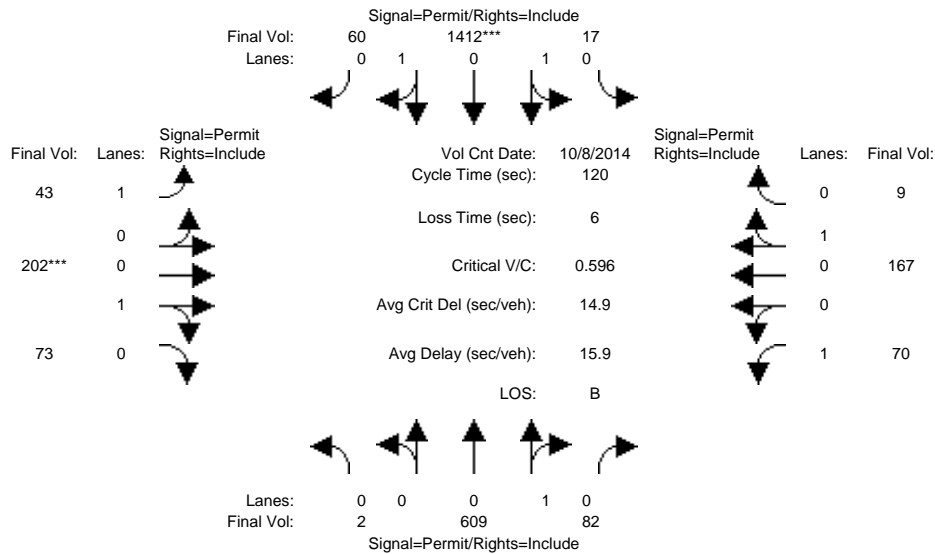 Signal=Permit/Rights=Include
Final Vol: 60 1412*** 17
Lanes: 0 1 0 1 0
Signal=Permit
Final Vol: Lanes: Rights=Include
Vol Cnt Date: 10/8/2014
Signal=Permit
Rights=Include Lanes: Final Vol:
Cycle Time (sec): 120
43 1
0 9
Loss Time (sec): 6
0
1
202*** 0
Critical V/C: 0.596
0 167
1
Avg Crit Del (sec/veh): 14.9
0
73 0
Avg Delay (sec/veh): 15.9
1 70
LOS: B
Lanes: 0 0 0 1 0
Final Vol: 2 609 82
Signal=Permit/Rights=Include